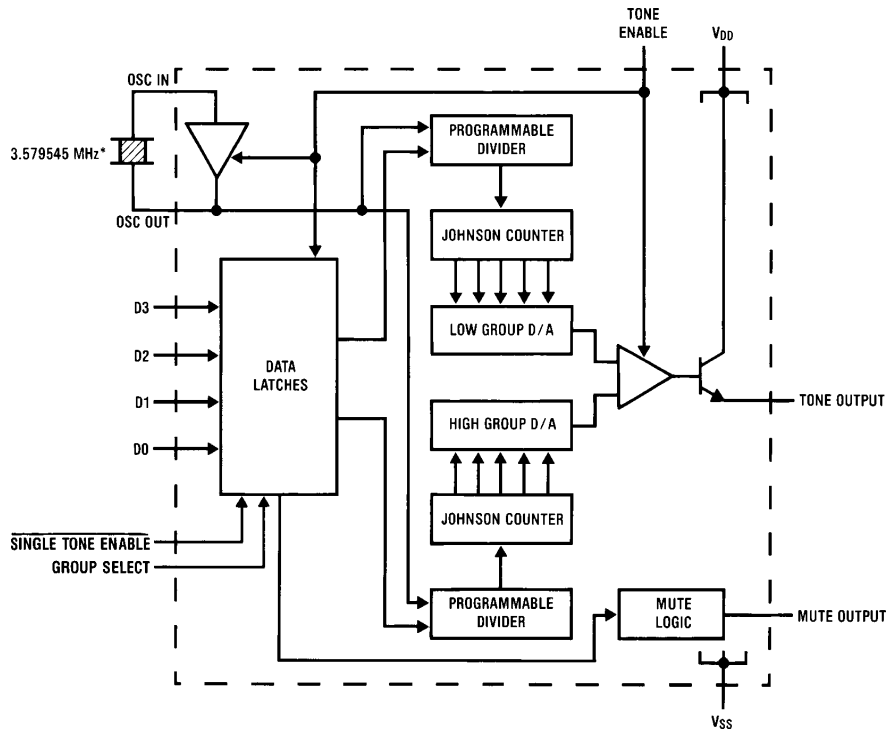 TONE
ENABLE
VDD
OSC IN
3.579545 MHz*
OSC OUT
PROGRAMMABLE
DIVIDER
JOHNSON COUNTER
D3
D2
D1
D0
DATA
LATCHES
LOW GROUP D/A
HIGH GROUP D/A
TONE OUTPUT
JOHNSON COUNTER
SINGLE TONE ENABLE
GROUP SELECT
PROGRAMMABLE
DIVIDER
MUTE
LOGIC
MUTE OUTPUT
VSS